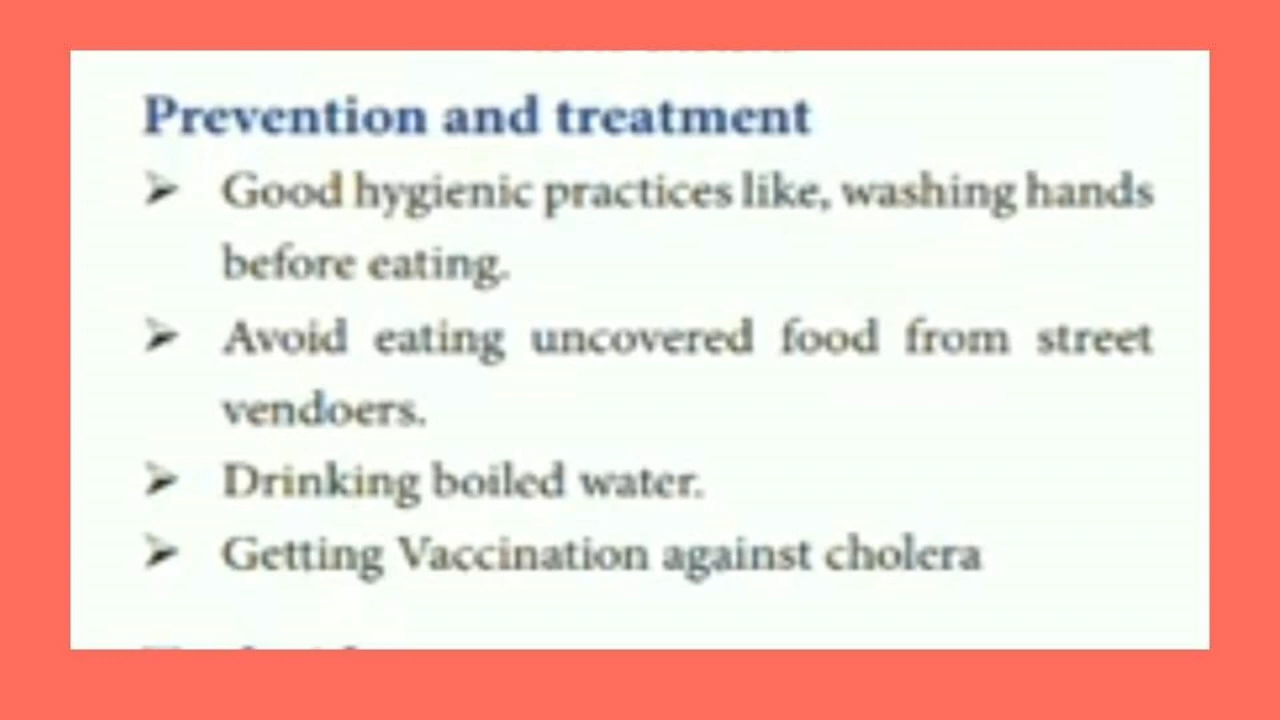 Prevention and treatment
➢ Good hygienic practices like, washing hands
before eating.
➢ Avoid eating uncovered food from street
vendoers.
➢ Drinking boiled water.
➢ Getting Vaccination against cholera